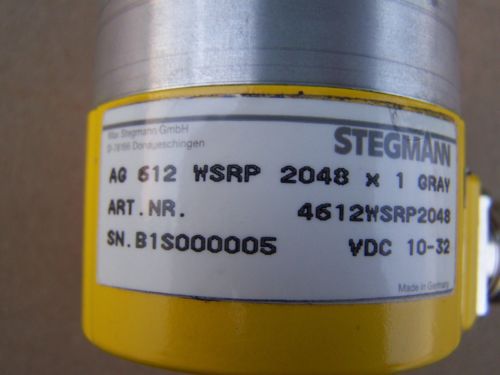 Max Stegmann GmbH
D-78166 Donaueschingen
STEGMANN
AG 612 WSRP 2048 x 1 GRAY
ART.NR. 4612WSRP2048
SN.B1S000005 VDC 10-32
Made in Germany